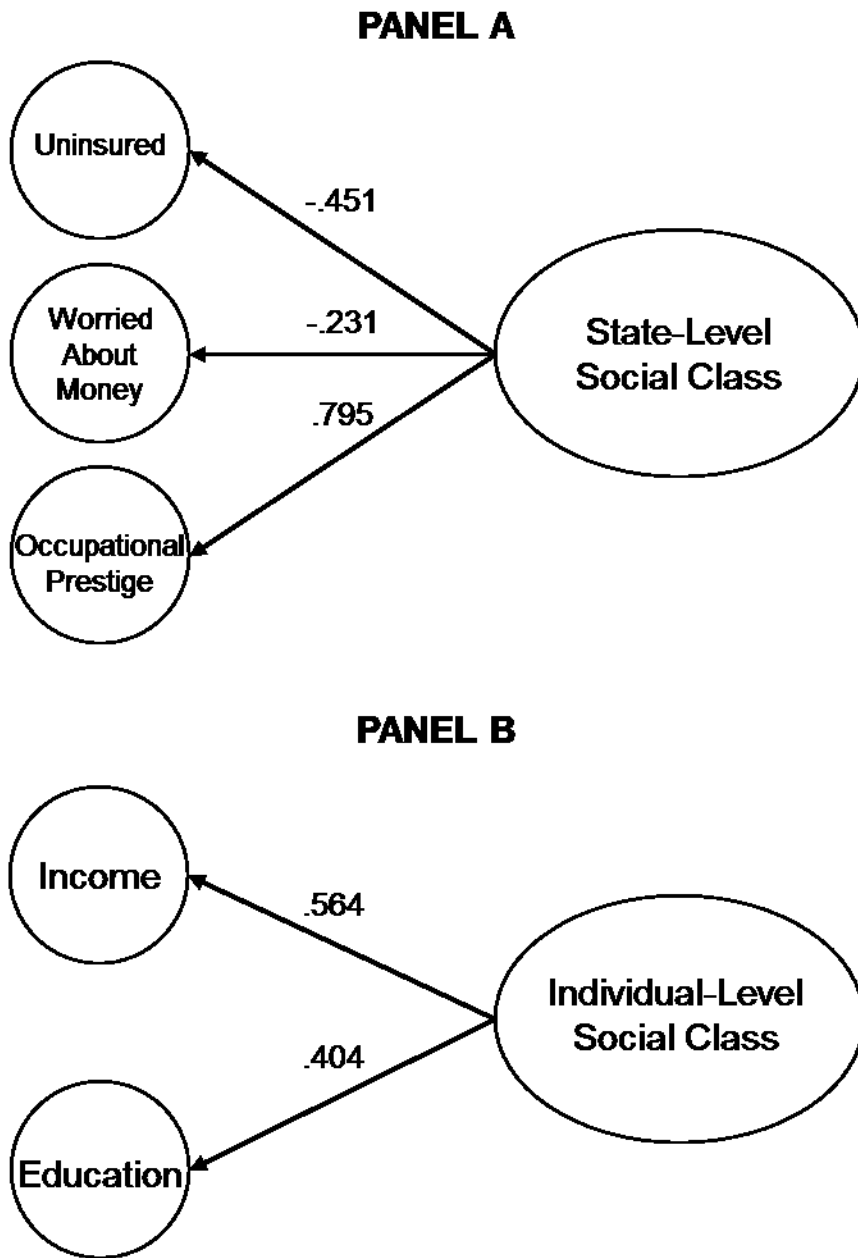 PANEL A
Uninsured
-.451
Worried
About
Money
-.231
State-Level
Social Class
.795
Occupational
Prestige
PANEL B
Income
.564
Individual-Level
Social Class
.404
Education